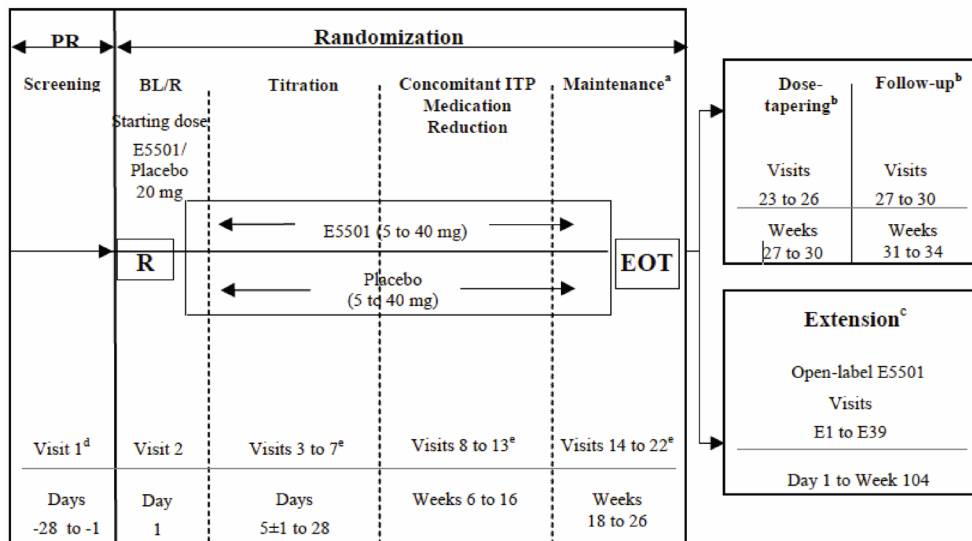 PR
Randomization
Screening
BL/R
Starting dose
E5501/
Placebo
20 mg
Titration
Concomitant ITP
Medication
Reduction
Maintenanceᵃ
R
E5501 (5 to 40 mg)
Placebo
(5 to 40 mg)
EOT
Visit 1ᵈ
Visit 2
Visits 3 to 7ᵉ
Visits 8 to 13ᵉ
Visits 14 to 22ᵉ
Days
-28 to -1
Day
1
Days
5±1 to 28
Weeks 6 to 16
Weeks
18 to 26
Dose-
taperingᵇ
Visits
23 to 26
Weeks
27 to 30
Follow-upᵇ
Visits
27 to 30
Weeks
31 to 34
Extensionᶜ
Open-label E5501
Visits
E1 to E39
Day 1 to Week 104